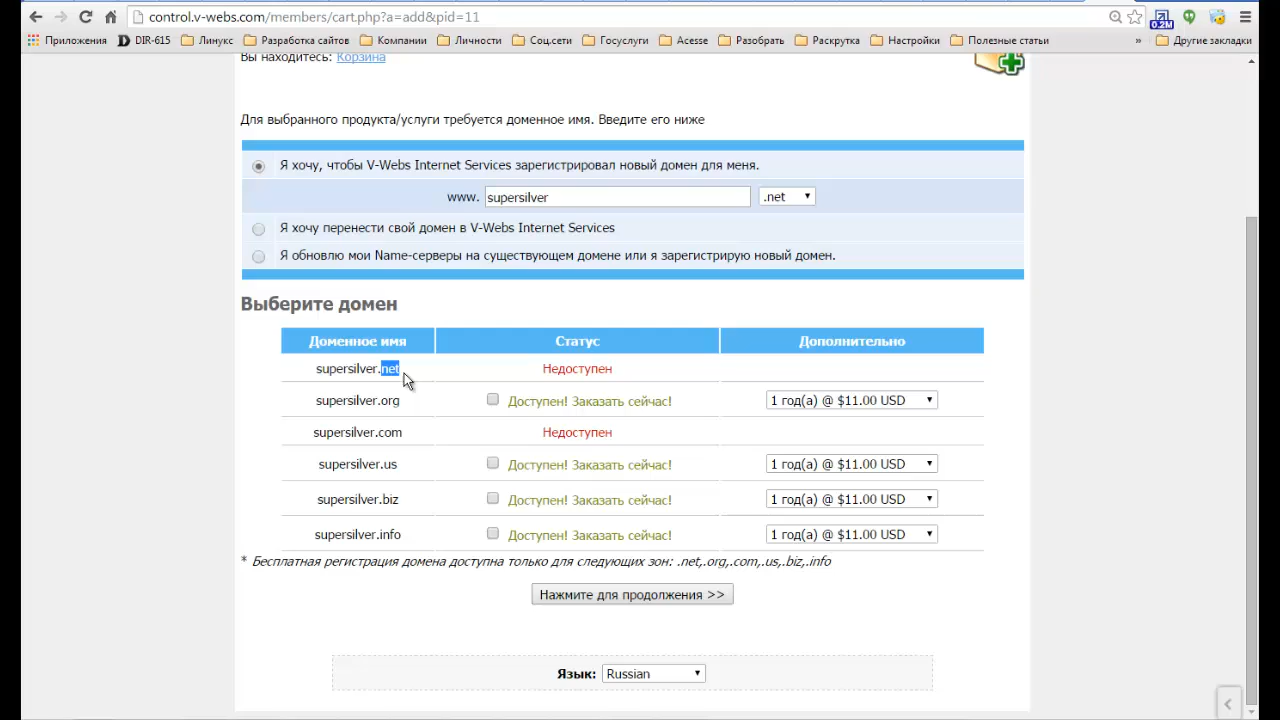 control.v-webs.com/members/cart.php?a=add&pid=11
0.2M
Приложения DIR-615 Линукс Разработка сайтов Компании Личности Соц.сети Госуслуги Acesse Разобрать Раскрутка Настройки Полезные статьи » Другие закладки
Вы находитесь: Корзина
Для выбранного продукта/услуги требуется доменное имя. Введите его ниже
Я хочу, чтобы V-Webs Internet Services зарегистрировал новый домен для меня.
www. supersilver .net
Я хочу перенести свой домен в V-Webs Internet Services
Я обновлю мои Name-серверы на существующем домене или я зарегистрирую новый домен.
Выберите домен
Доменное имя Статус Дополнительно
supersilver.net Недоступен
supersilver.org Доступен! Заказать сейчас! 1 год(а) @ $11.00 USD
supersilver.com Недоступен
supersilver.us Доступен! Заказать сейчас! 1 год(а) @ $11.00 USD
supersilver.biz Доступен! Заказать сейчас! 1 год(а) @ $11.00 USD
supersilver.info Доступен! Заказать сейчас! 1 год(а) @ $11.00 USD
* Бесплатная регистрация домена доступна только для следующих зон: .net,.org,.com,.us,.biz,.info
Нажмите для продолжения >>
Язык: Russian